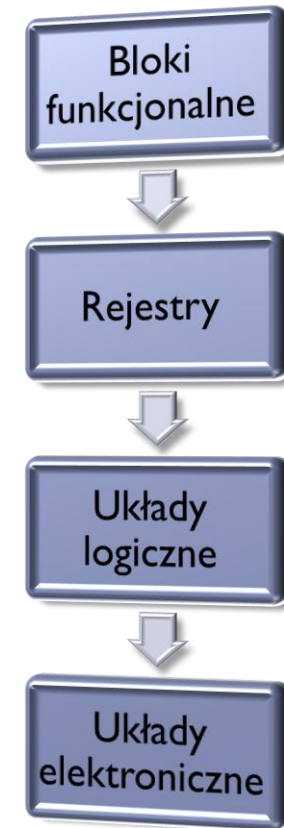 Bloki
funkcjonalne
Rejestry
Układy
logiczne
Układy
elektroniczne